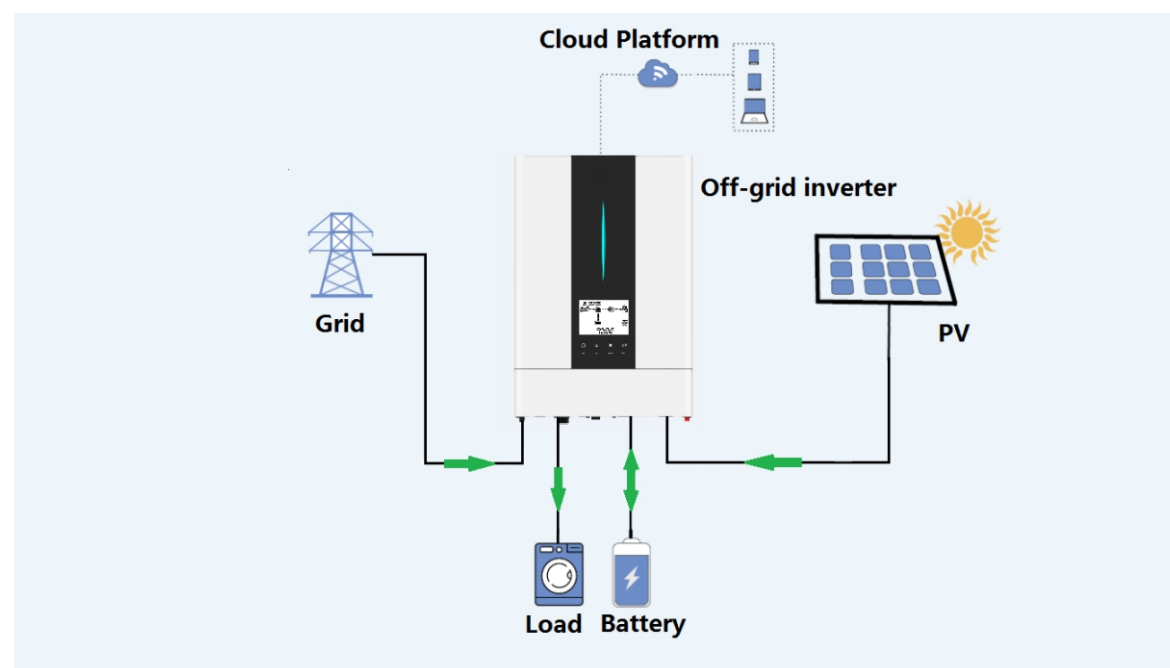 Cloud Platform
Off-grid inverter
Grid
PV
Load
Battery